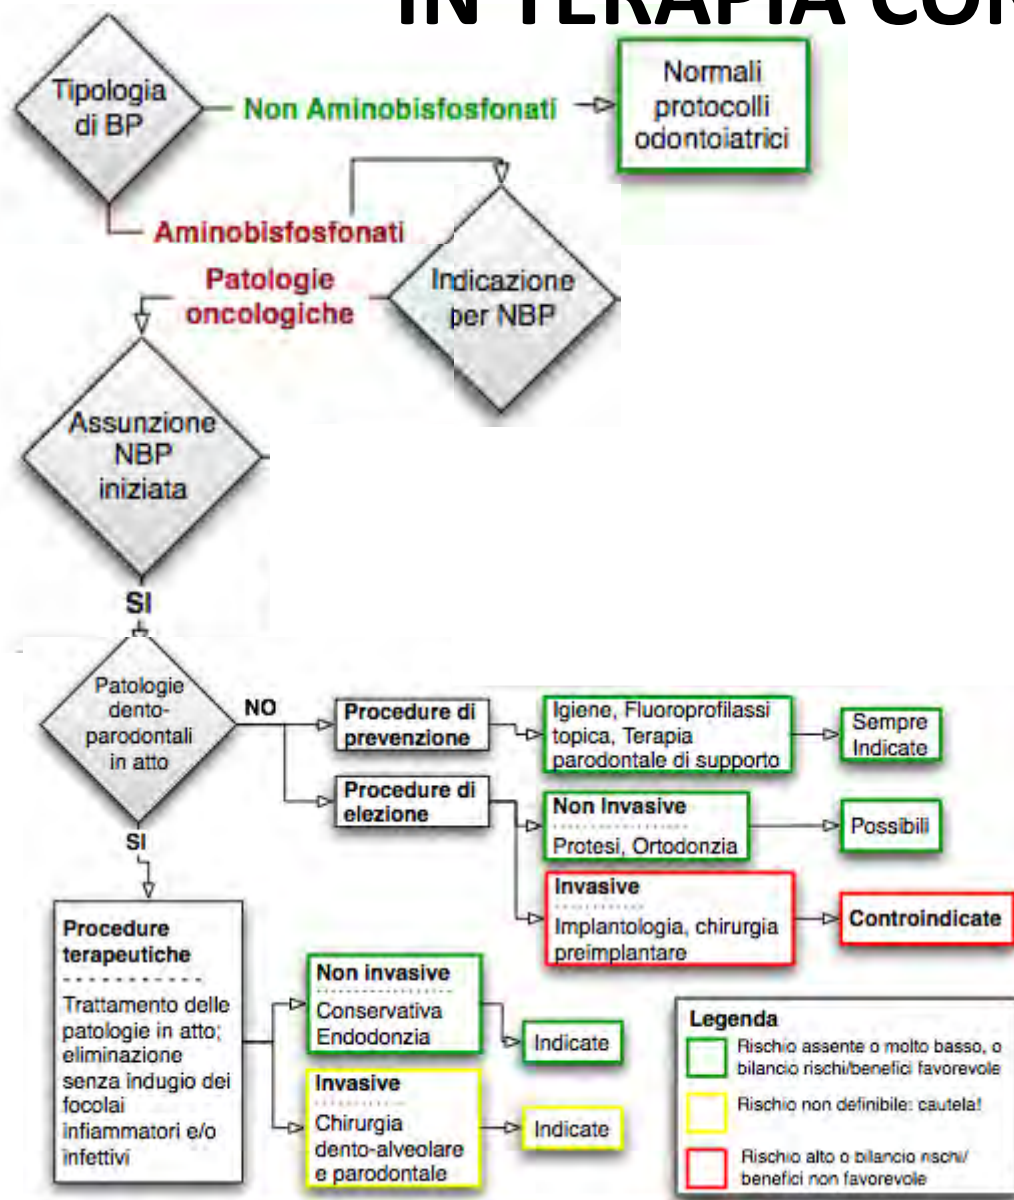 IN TERAPIA CON
Tipologia
di BP
Non Aminobisfosfonati
Normali
protocolli
odontoiatrici
Aminobisfosfonati
Patologie
oncologiche
Indicazione
per NBP
Assunzione
NBP
iniziata
SI
Patologie
dento-
parodontali
in atto
NO
Procedure di
prevenzione
Igiene, Fluoroprofilassi
topica, Terapia
parodontale di supporto
Sempre
Indicate
Procedure di
elezione
Non Invasive
Protesi, Ortodonzia
Possibili
Invasive
Implantologia, chirurgia
preimplantare
Controindicate
SI
Procedure
terapeutiche
Trattamento delle
patologie in atto;
eliminazione
senza indugio dei
focolai
infiammatori e/o
infettivi
Non invasive
Conservativa
Endodonzia
Indicate
Invasive
Chirurgia
dento-alveolare
e parodontale
Indicate
Legenda
Rischio assente o molto basso, o
bilancio rischi/benefici favorevole
Rischio non definibile: cautela!
Rischio alto o bilancio rischi/
benefici non favorevole